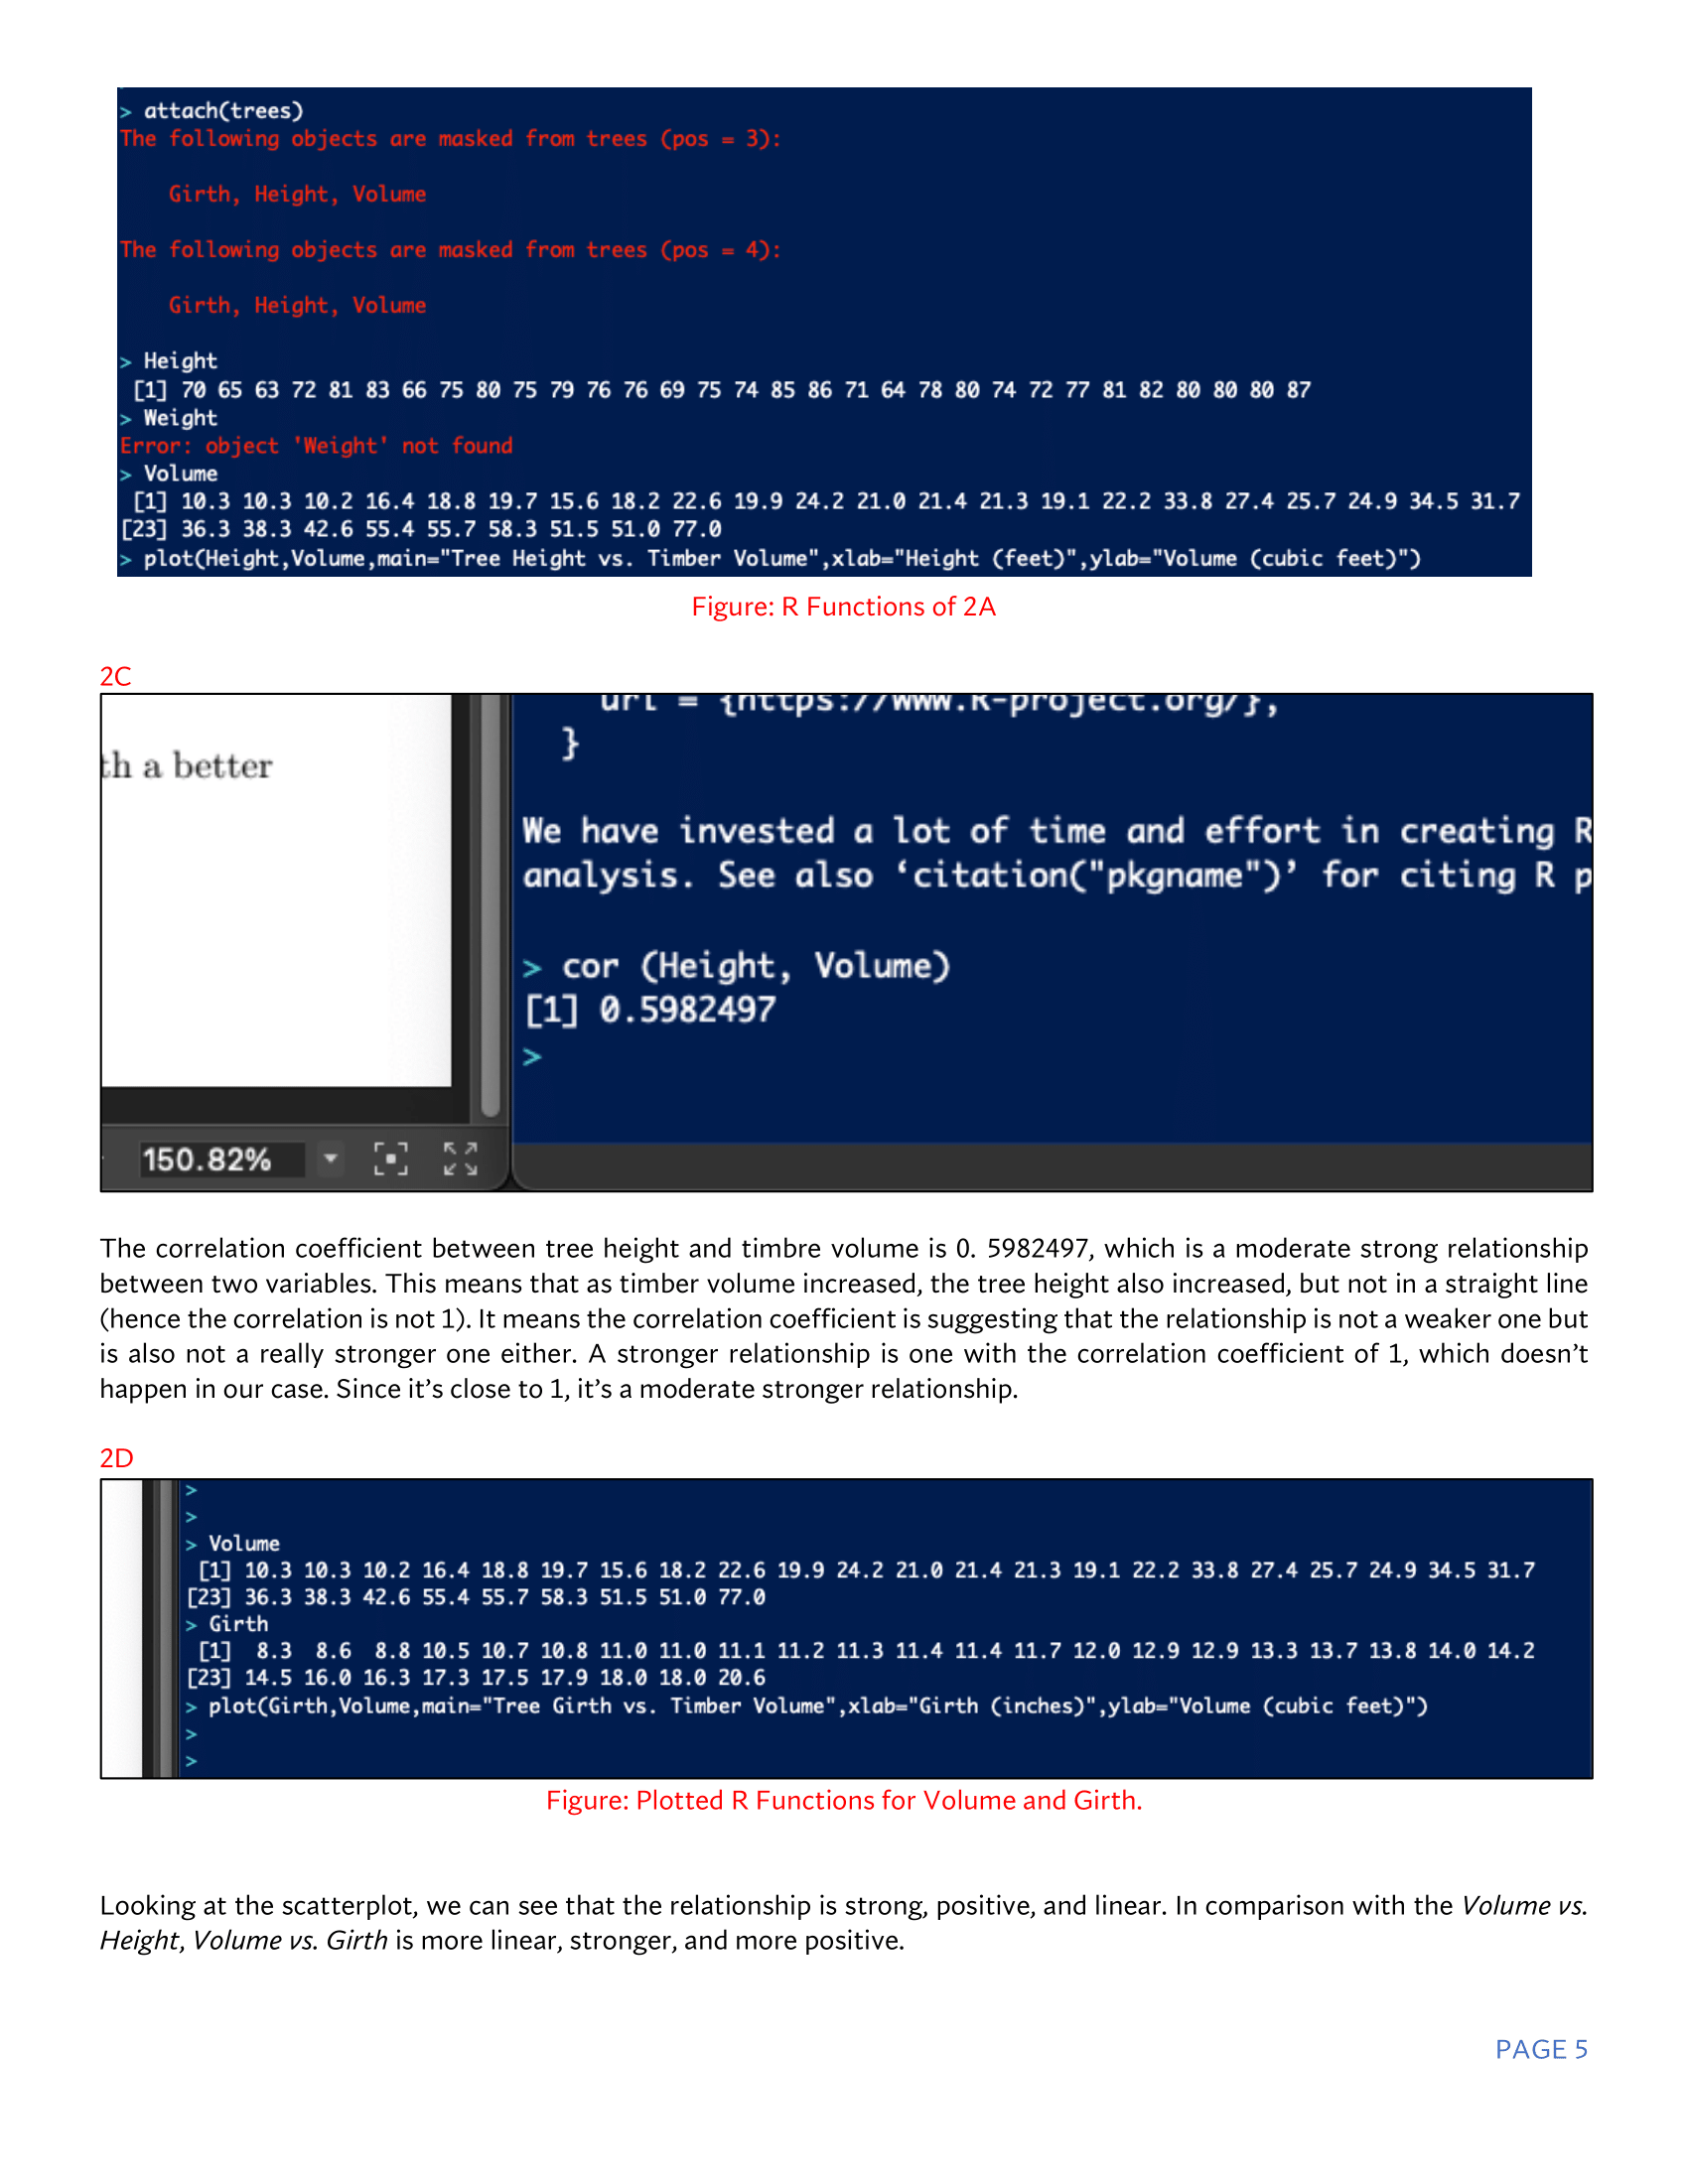 > attach(trees)
The following objects are masked from trees (pos = 3):
Girth, Height, Volume
The following objects are masked from trees (pos = 4):
Girth, Height, Volume
> Height
[1] 70 65 63 72 81 83 66 75 80 75 79 76 76 69 75 74 85 86 71 64 78 80 74 72 77 81 82 80 80 80 87
> Weight
Error: object 'Weight' not found
> Volume
[1] 10.3 10.3 10.2 16.4 18.8 19.7 15.6 18.2 22.6 19.9 24.2 21.0 21.4 21.3 19.1 22.2 33.8 27.4 25.7 24.9 34.5 31.7
[23] 36.3 38.3 42.6 55.4 55.7 58.3 51.5 51.0 77.0
> plot(Height,Volume,main="Tree Height vs. Timber Volume",xlab="Height (feet)",ylab="Volume (cubic feet)")
Figure: R Functions of 2A
2C
th a better
150.82%
url = {https://www.R-project.org/},
}
We have invested a lot of time and effort in creating R
analysis. See also ‘citation("pkgname")’ for citing R p
> cor (Height, Volume)
[1] 0.5982497
>
The correlation coefficient between tree height and timbre volume is 0. 5982497, which is a moderate strong relationship
between two variables. This means that as timber volume increased, the tree height also increased, but not in a straight line
(hence the correlation is not 1). It means the correlation coefficient is suggesting that the relationship is not a weaker one but
is also not a really stronger one either. A stronger relationship is one with the correlation coefficient of 1, which doesn’t
happen in our case. Since it’s close to 1, it’s a moderate stronger relationship.
2D
>
>
> Volume
[1] 10.3 10.3 10.2 16.4 18.8 19.7 15.6 18.2 22.6 19.9 24.2 21.0 21.4 21.3 19.1 22.2 33.8 27.4 25.7 24.9 34.5 31.7
[23] 36.3 38.3 42.6 55.4 55.7 58.3 51.5 51.0 77.0
> Girth
[1] 8.3 8.6 8.8 10.5 10.7 10.8 11.0 11.0 11.1 11.2 11.3 11.4 11.4 11.7 12.0 12.9 12.9 13.3 13.7 13.8 14.0 14.2
[23] 14.5 16.0 16.3 17.3 17.5 17.9 18.0 18.0 20.6
> plot(Girth,Volume,main="Tree Girth vs. Timber Volume",xlab="Girth (inches)",ylab="Volume (cubic feet)")
>
>
Figure: Plotted R Functions for Volume and Girth.
Looking at the scatterplot, we can see that the relationship is strong, positive, and linear. In comparison with the Volume vs.
Height, Volume vs. Girth is more linear, stronger, and more positive.
PAGE 5